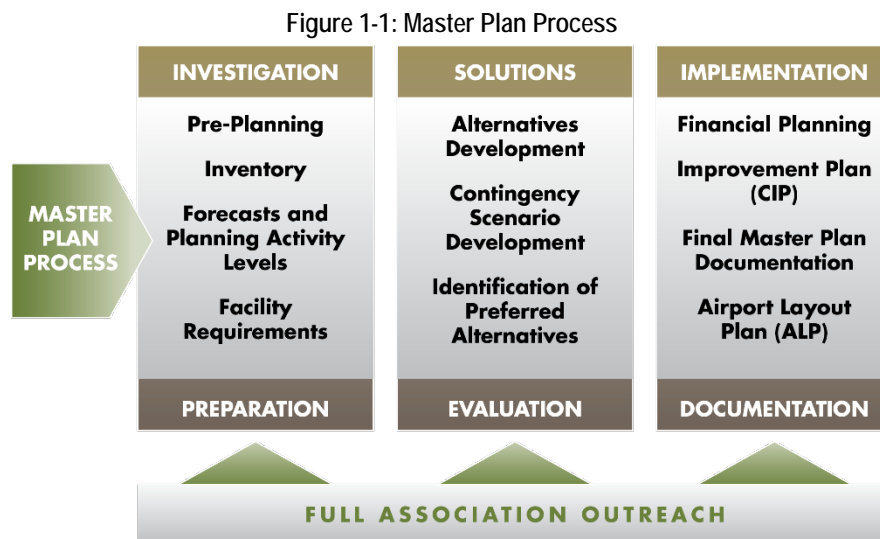 Figure 1-1: Master Plan Process
MASTER
PLAN
PROCESS
INVESTIGATION
Pre-Planning
Inventory
Forecasts and
Planning Activity
Levels
Facility
Requirements
PREPARATION
SOLUTIONS
Alternatives
Development
Contingency
Scenario
Development
Identification of
Preferred
Alternatives
EVALUATION
IMPLEMENTATION
Financial Planning
Improvement Plan
(CIP)
Final Master Plan
Documentation
Airport Layout
Plan (ALP)
DOCUMENTATION
FULL ASSOCIATION OUTREACH